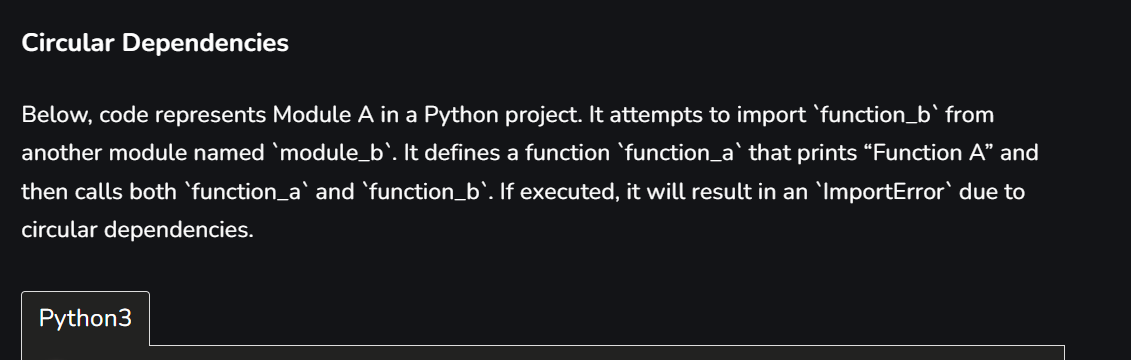 Circular Dependencies
Below, code represents Module A in a Python project. It attempts to import `function_b` from
another module named `module_b`. It defines a function `function_a` that prints “Function A” and
then calls both `function_a` and `function_b`. If executed, it will result in an `ImportError` due to
circular dependencies.
Python3